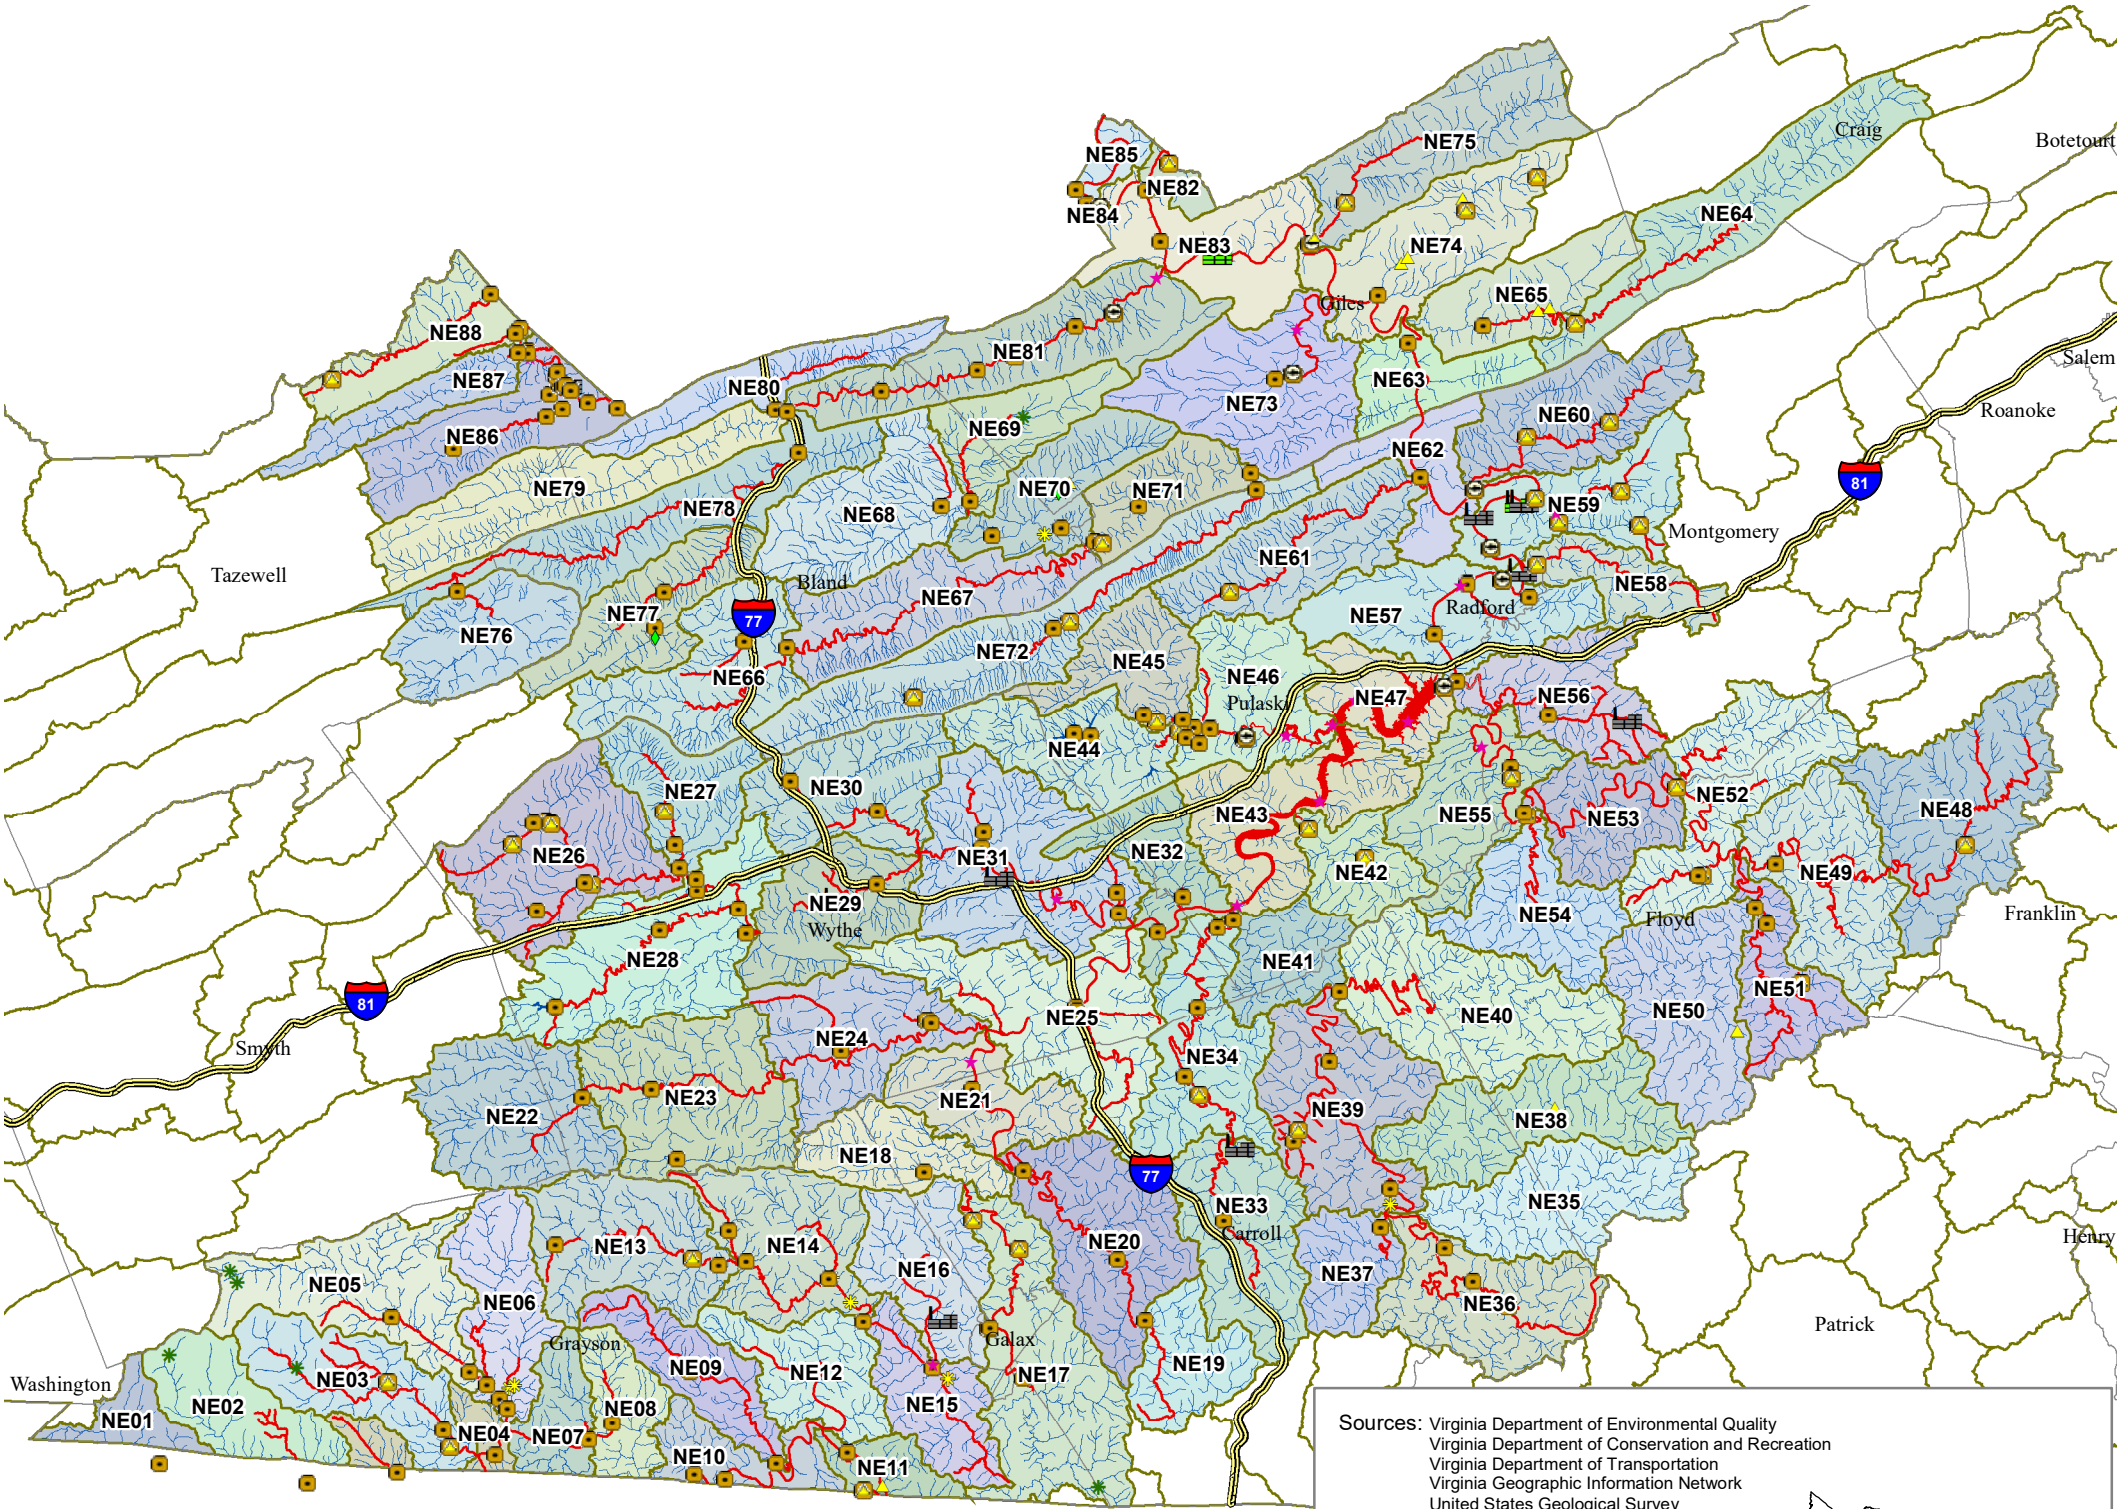 Craig
Botetourt
NE75
NE85
NE82
NE84
NE64
NE83
NE74
NE65
Giles
NE88
NE81
NE87
NE80
NE63
Salem
NE73
Roanoke
NE60
NE69
NE86
NE62
NE79
NE70
NE71
81
NE78
NE68
NE59
Montgomery
NE61
Tazewell
Bland
NE67
NE58
Radford
NE77
77
NE57
NE76
NE72
NE45
NE66
NE46
NE56
Pulaski
NE47
NE44
NE30
NE27
NE52
NE43
NE55
NE53
NE48
NE26
NE31
NE32
NE42
NE49
NE29
Wythe
NE54
Floyd
Franklin
NE28
NE41
NE51
81
NE25
NE40
NE50
NE24
Smyth
NE34
NE21
NE23
NE39
NE22
NE38
NE18
77
NE33
NE35
Carroll
Henry
NE13
NE14
NE20
NE16
NE37
NE05
NE06
NE36
Patrick
Grayson
Galax
NE03
NE09
NE12
NE17
NE19
Washington
NE01
NE02
NE08
NE15
NE04
NE07
NE10
NE11
Sources: Virginia Department of Environmental Quality
Virginia Department of Conservation and Recreation
Virginia Department of Transportation
Virginia Geographic Information Network
United States Geological Survey